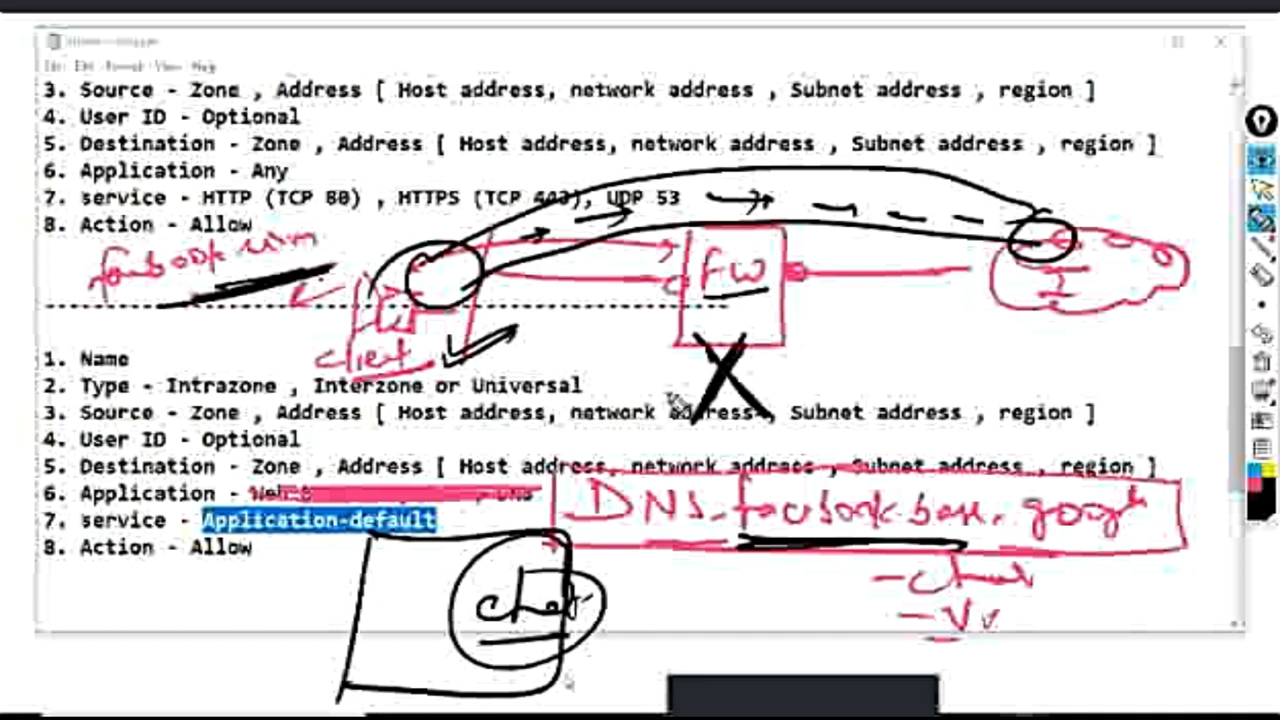 3. Source - Zone , Address [ Host address, network address , Subnet address , region ]
4. User ID - Optional
5. Destination - Zone , Address [ Host address, network address , Subnet address , region ]
6. Application - Any
7. service - HTTP (TCP 80) , HTTPS (TCP 443), UDP 53
8. Action - Allow
FW
client
1. Name
2. Type - Intrazone , Interzone or Universal
3. Source - Zone , Address [ Host address, network address , Subnet address , region ]
4. User ID - Optional
5. Destination - Zone , Address [ Host address, network address , Subnet address , region ]
6. Application -
DNS, facebook-base,
7. service - Application-default
8. Action - Allow